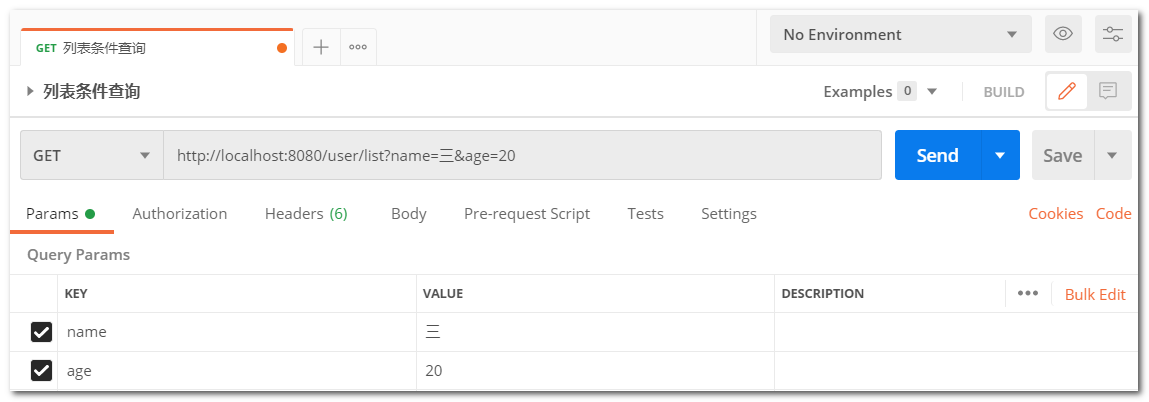 GET 列表条件查询
No Environment
列表条件查询
Examples 0
BUILD
GET
http://localhost:8080/user/list?name=三&age=20
Send
Save
Params
Authorization
Headers (6)
Body
Pre-request Script
Tests
Settings
Cookies
Code
Query Params
KEY VALUE DESCRIPTION Bulk Edit
name 三
age 20